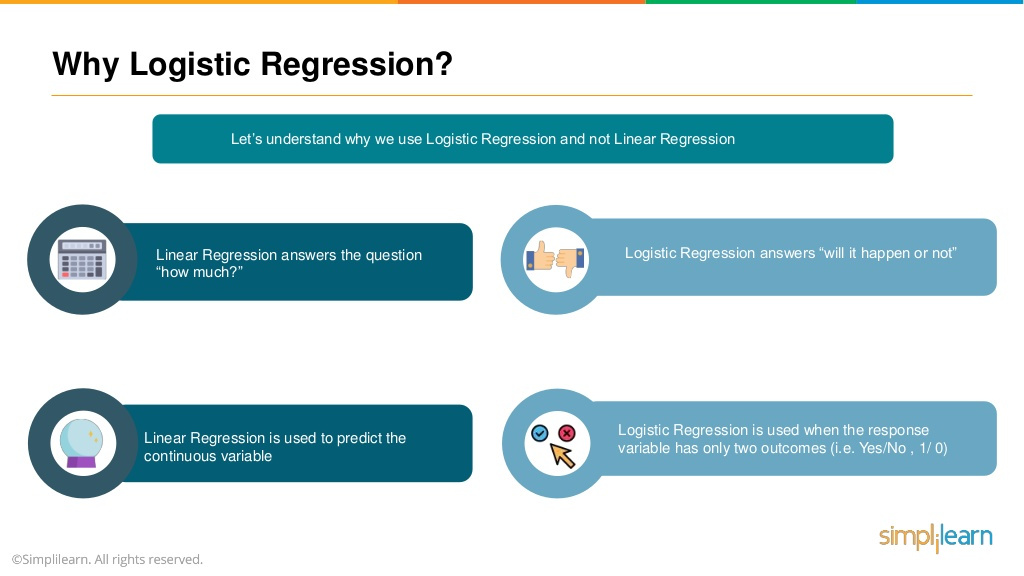 Why Logistic Regression?
Let's understand why we use Logistic Regression and not Linear Regression
Linear Regression answers the question
“how much?”
Logistic Regression answers “will it happen or not”
Linear Regression is used to predict the
continuous variable
Logistic Regression is used when the response
variable has only two outcomes (i.e. Yes/No , 1/ 0)
simplilearn
©Simplilearn. All rights reserved.